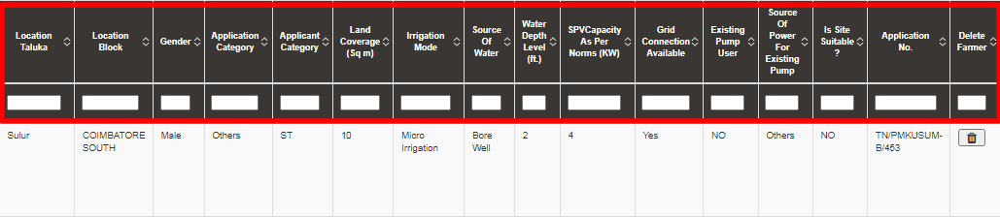 Location Taluka
Location Block
Gender
Application Category
Applicant Category
Land Coverage (Sq m)
Irrigation Mode
Source Of Water
Water Depth Level (ft.)
SPVCapacity As Per Norms (KW)
Grid Connection Available
Existing Pump User
Source Of Power For Existing Pump
Is Site Suitable ?
Application No.
Delete Farmer
Sulur
COIMBATORE SOUTH
Male
Others
ST
10
Micro Irrigation
Bore Well
2
4
Yes
NO
Others
NO
TN/PMKUSUM-B/453